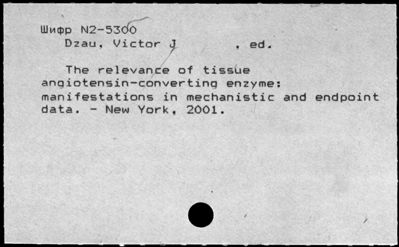 Шифр N2-5300
Dzau, Victor J , ed.
The relevance of tissue
angiotensin-converting enzyme:
manifestations in mechanistic and endpoint
data. - New York, 2001.